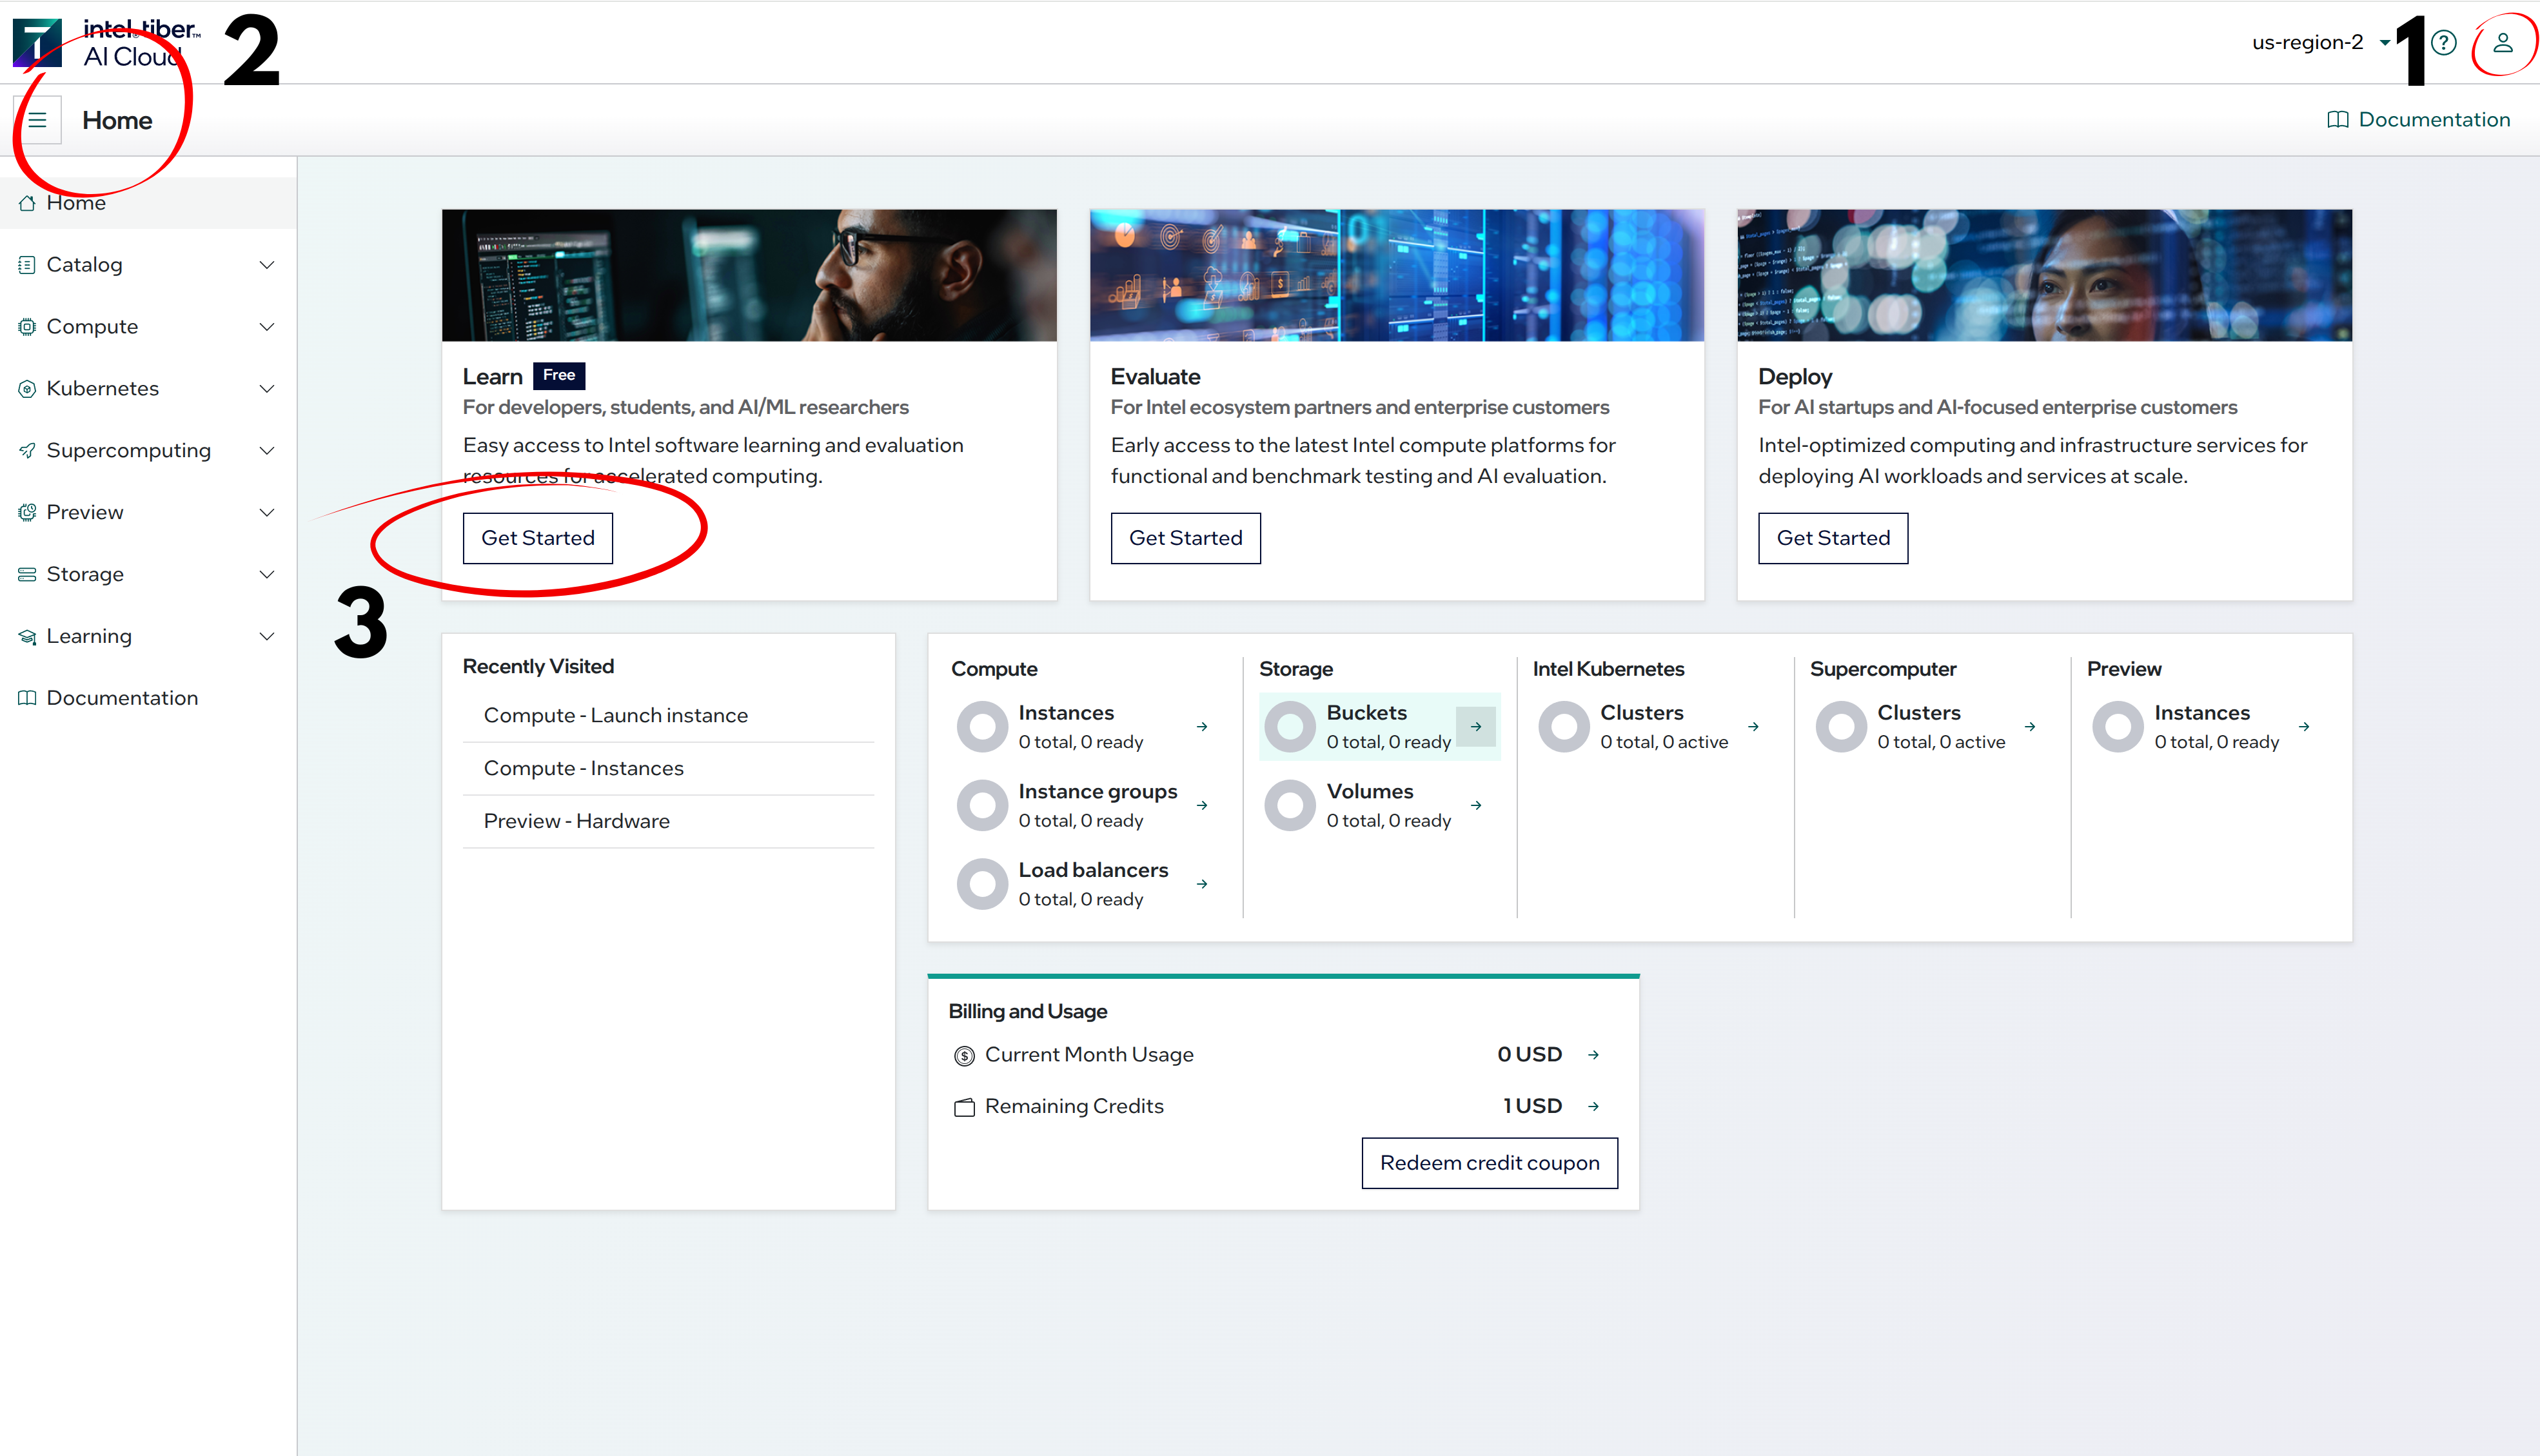 intel. tiber™
AI Cloud
2
us-region-2
1
?
Home
Documentation
Home
Catalog
Compute
Kubernetes
Supercomputing
Preview
Storage
Learning
Documentation
Learn Free
For developers, students, and AI/ML researchers
Easy access to Intel software learning and evaluation
resources for accelerated computing.
Get Started
3
Evaluate
For Intel ecosystem partners and enterprise customers
Early access to the latest Intel compute platforms for
functional and benchmark testing and AI evaluation.
Get Started
Deploy
For AI startups and AI-focused enterprise customers
Intel-optimized computing and infrastructure services for
deploying AI workloads and services at scale.
Get Started
Recently Visited
Compute - Launch instance
Compute - Instances
Preview - Hardware
Compute
Instances
0 total, 0 ready
Instance groups
0 total, 0 ready
Load balancers
0 total, 0 ready
Storage
Buckets
0 total, 0 ready
Volumes
0 total, 0 ready
Intel Kubernetes
Clusters
0 total, 0 active
Supercomputer
Clusters
0 total, 0 active
Preview
Instances
0 total, 0 ready
Billing and Usage
Current Month Usage 0 USD
Remaining Credits 1 USD
Redeem credit coupon